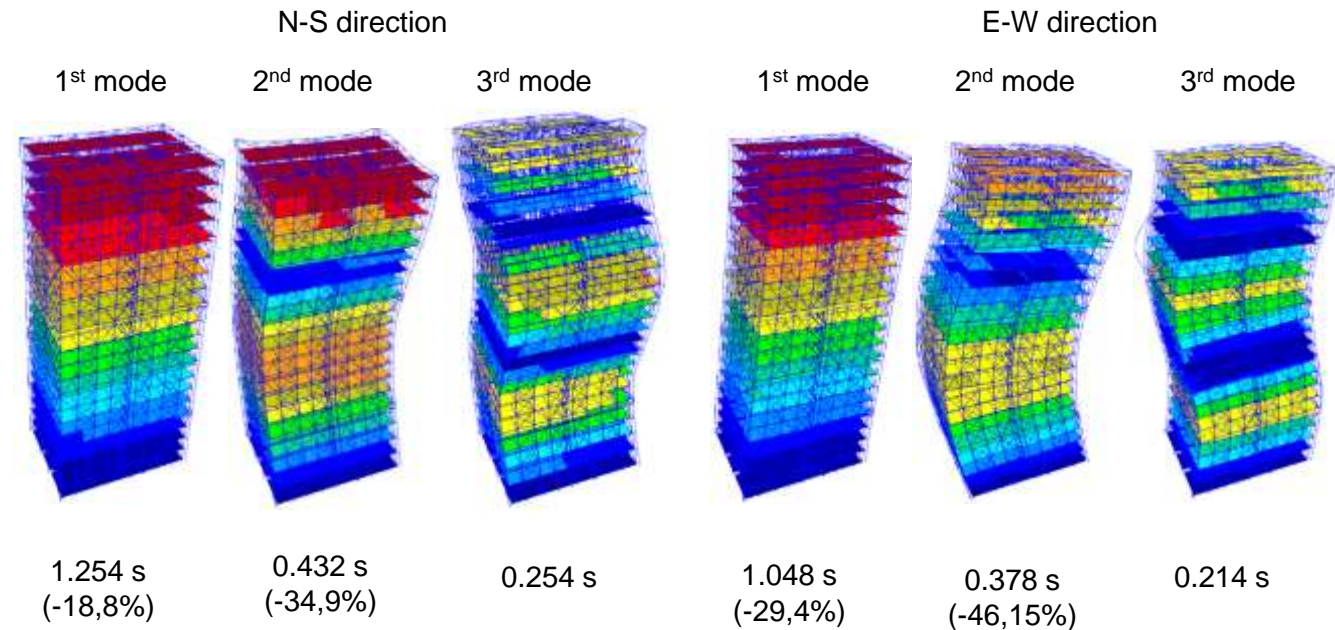 N-S direction
E-W direction
1st mode
2nd mode
3rd mode
1st mode
2nd mode
3rd mode
1.254 s
(-18,8%)
0.432 s
(-34,9%)
0.254 s
1.048 s
(-29,4%)
0.378 s
(-46,15%)
0.214 s